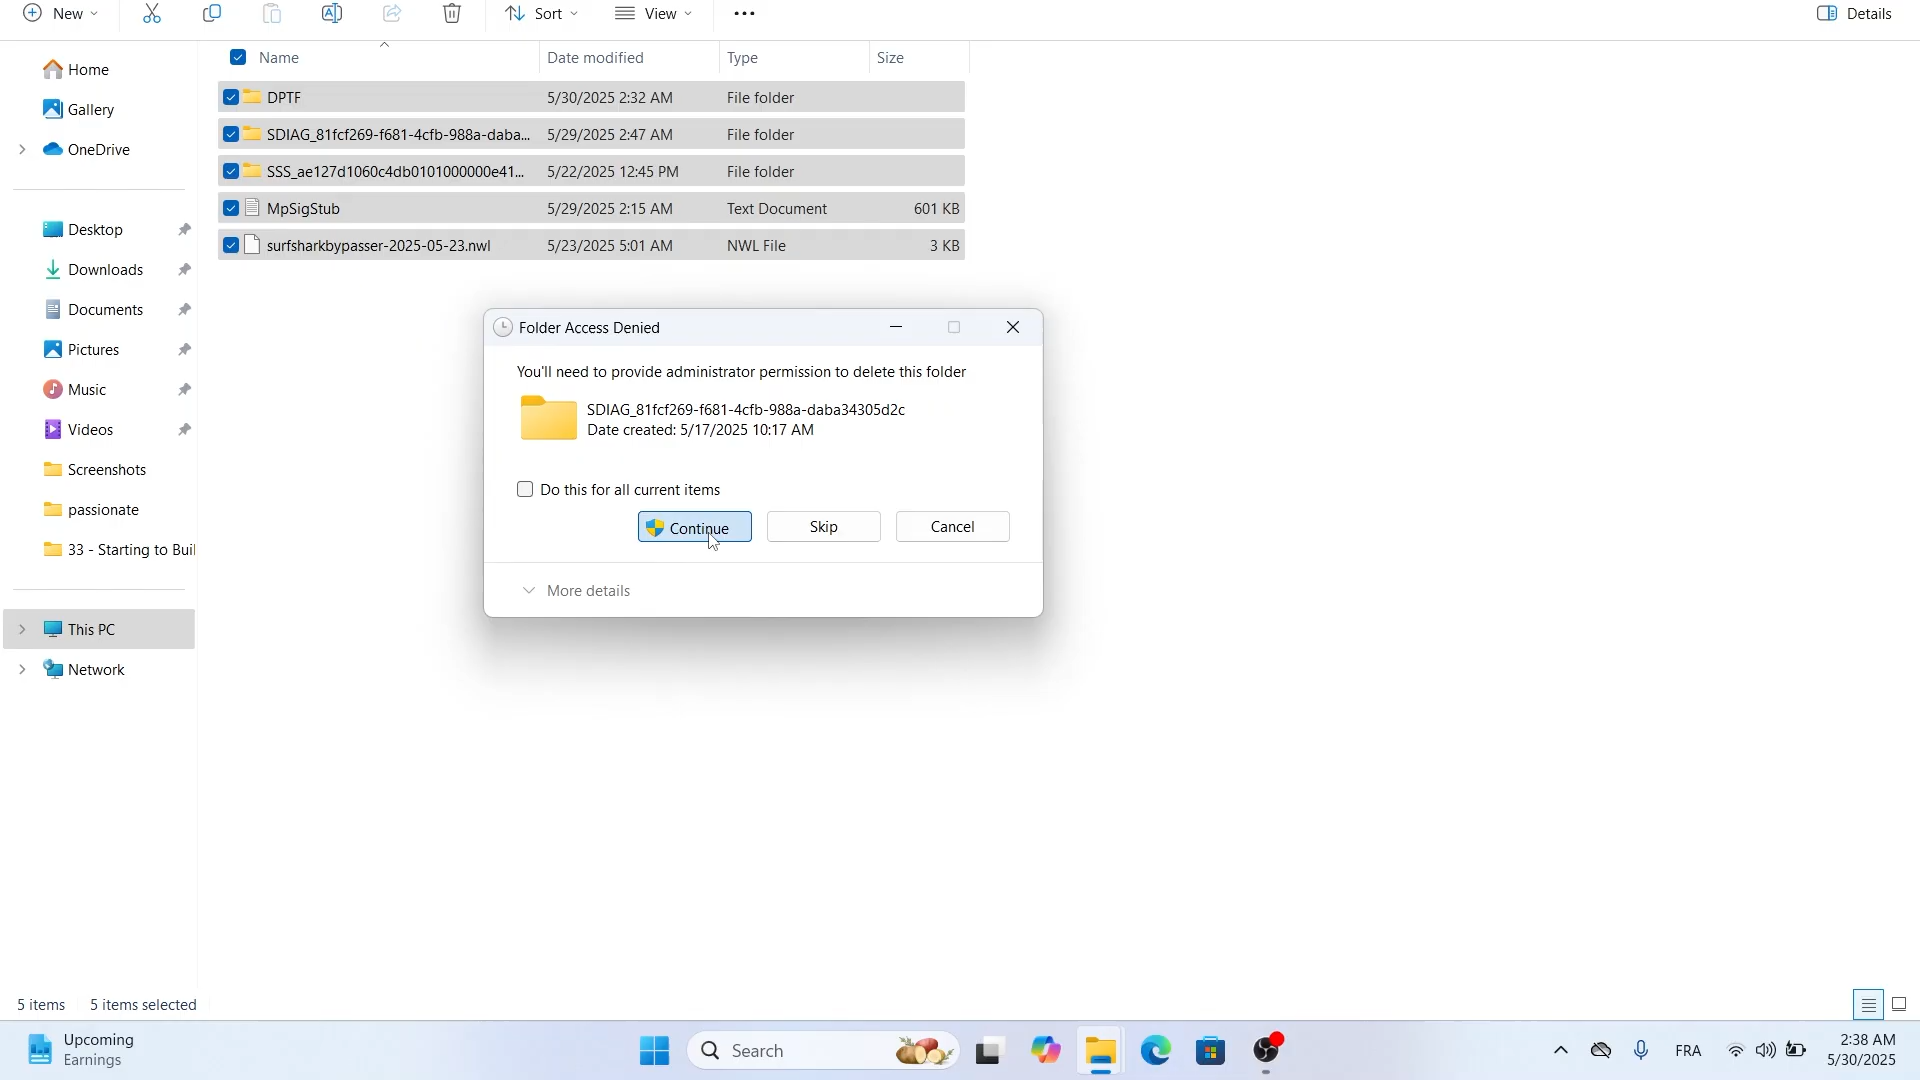 New
Sort
View
Details
Name
Date modified
Type
Size
Home
Gallery
OneDrive
Desktop
Downloads
Documents
Pictures
Music
Videos
Screenshots
passionate
33 - Starting to Buil
This PC
Network
DPTF 5/30/2025 2:32 AM File folder
SDIAG_81fcf269-f681-4cfb-988a-daba... 5/29/2025 2:47 AM File folder
SSS_ae127d1060c4db0101000000e41... 5/22/2025 12:45 PM File folder
MpSigStub 5/29/2025 2:15 AM Text Document 601 KB
surfsharkbypasser-2025-05-23.nwl 5/23/2025 5:01 AM NWL File 3 KB
Folder Access Denied
You'll need to provide administrator permission to delete this folder
SDIAG_81fcf269-f681-4cfb-988a-daba34305d2c
Date created: 5/17/2025 10:17 AM
Do this for all current items
Continue
Skip
Cancel
More details
5 items 5 items selected
Upcoming
Earnings
Search
FRA
2:38 AM
5/30/2025